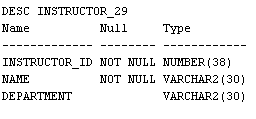 DESC INSTRUCTOR_29
Name          Null     Type
------------- -------- ------------
INSTRUCTOR_ID NOT NULL NUMBER(38)
NAME          NOT NULL VARCHAR2(30)
DEPARTMENT             VARCHAR2(30)